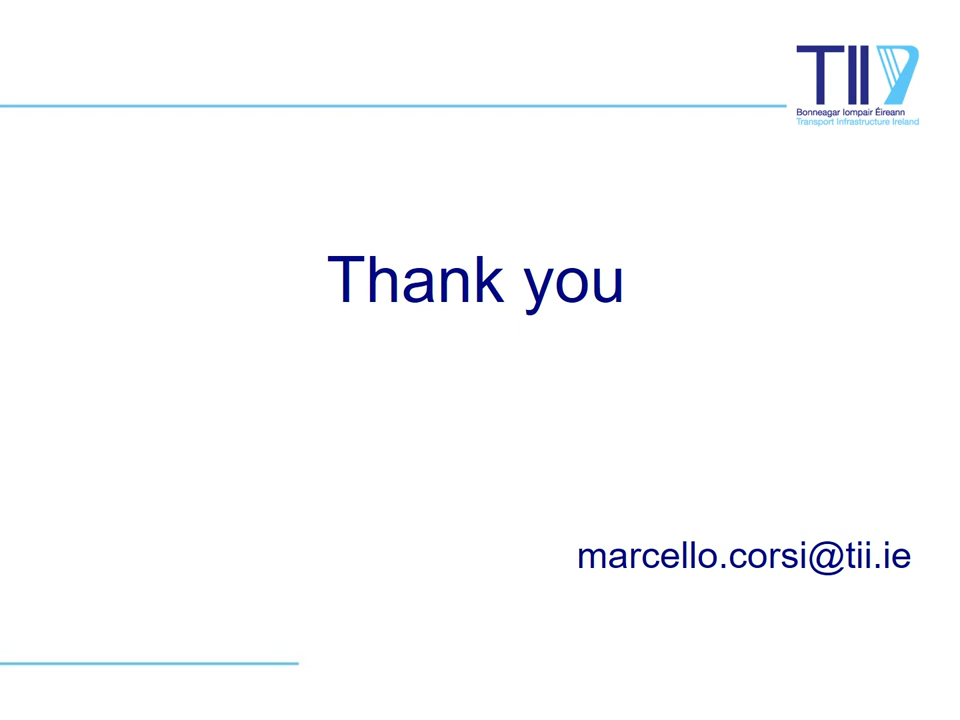 TII
Bonneagar Iompair Éireann
Transport Infrastructure Ireland
Thank you
marcello.corsi@tii.ie